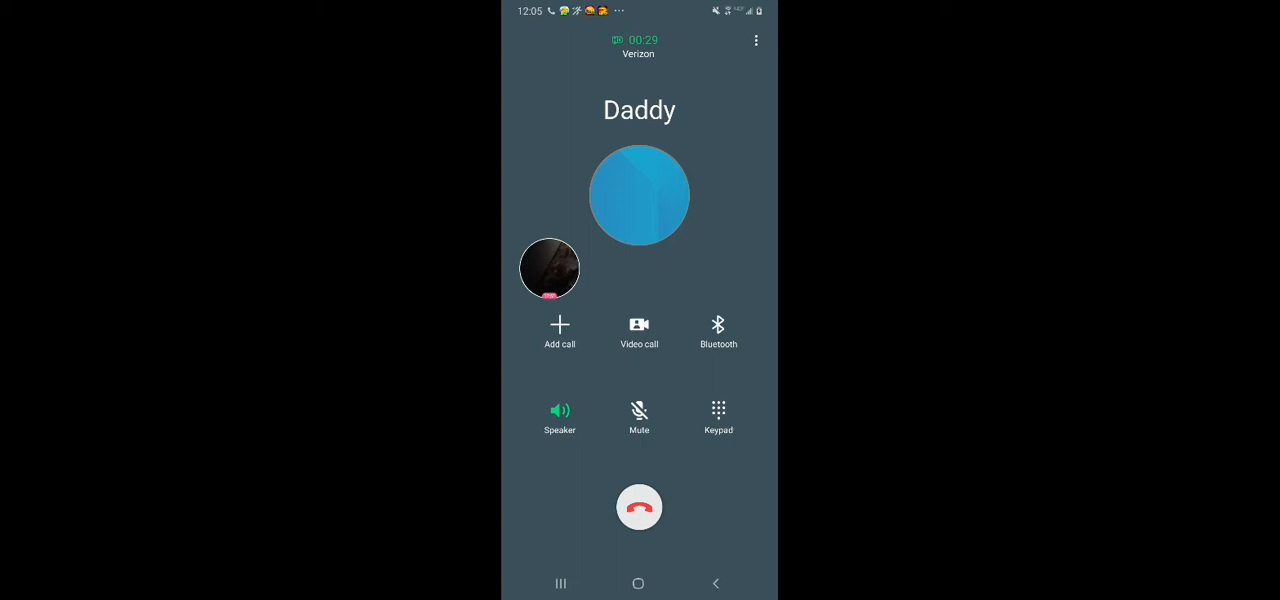 12:05
00:29
Verizon
Daddy
Add call
Video call
Bluetooth
Speaker
Mute
Keypad